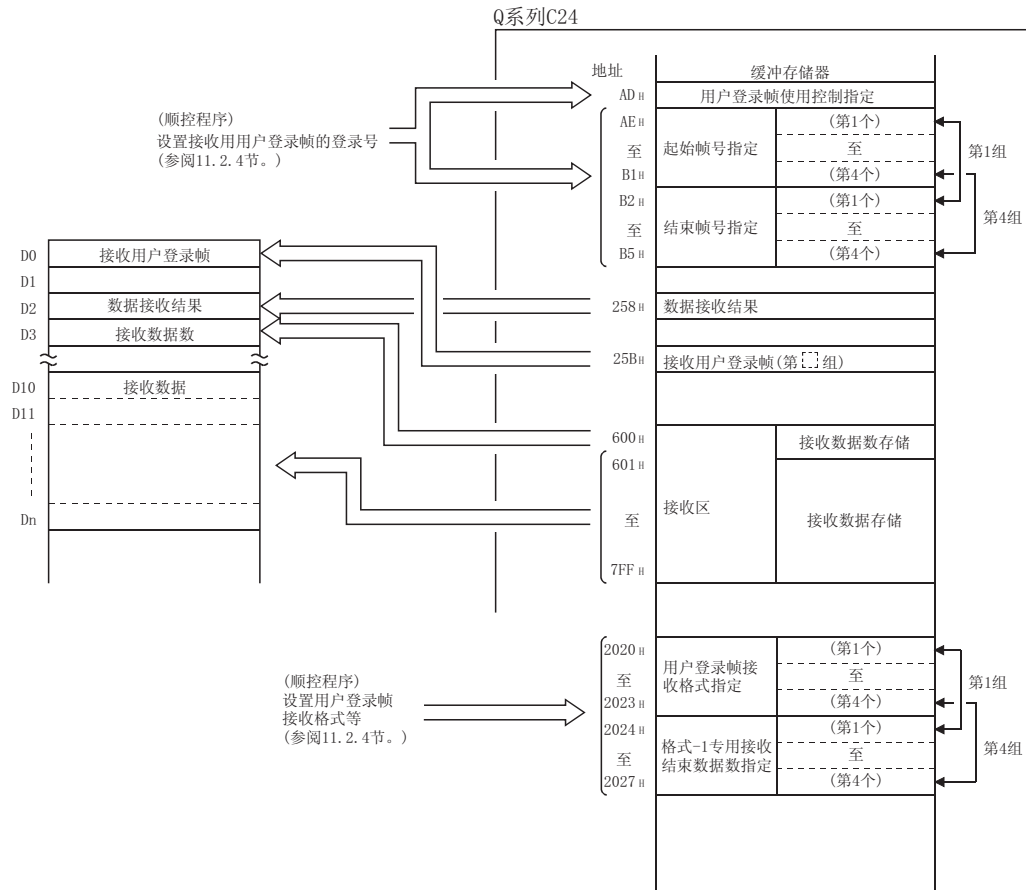 Q系列C24
地址
缓冲存储器
ADH
用户登录帧使用控制指定
(顺控程序)
设置接收用用户登录帧的登录号
(参阅11.2.4节。)
AEH
至
B1H
起始帧号指定
(第1个)
至
(第4个)
第1组
B2H
至
B5H
结束帧号指定
(第1个)
至
(第4个)
第4组
D0
接收用户登录帧
D1
D2
数据接收结果
D3
接收数据数
D10
接收数据
D11
Dn
258H
数据接收结果
25BH
接收用户登录帧(第 组)
600H
接收数据数存储
601H
至
7FFH
接收区
接收数据存储
(顺控程序)
设置用户登录帧
接收格式等
(参阅11.2.4节。)
2020H
至
2023H
用户登录帧接
收格式指定
(第1个)
至
(第4个)
第1组
2024H
至
2027H
格式-1专用接收
结束数据数指定
(第1个)
至
(第4个)
第4组